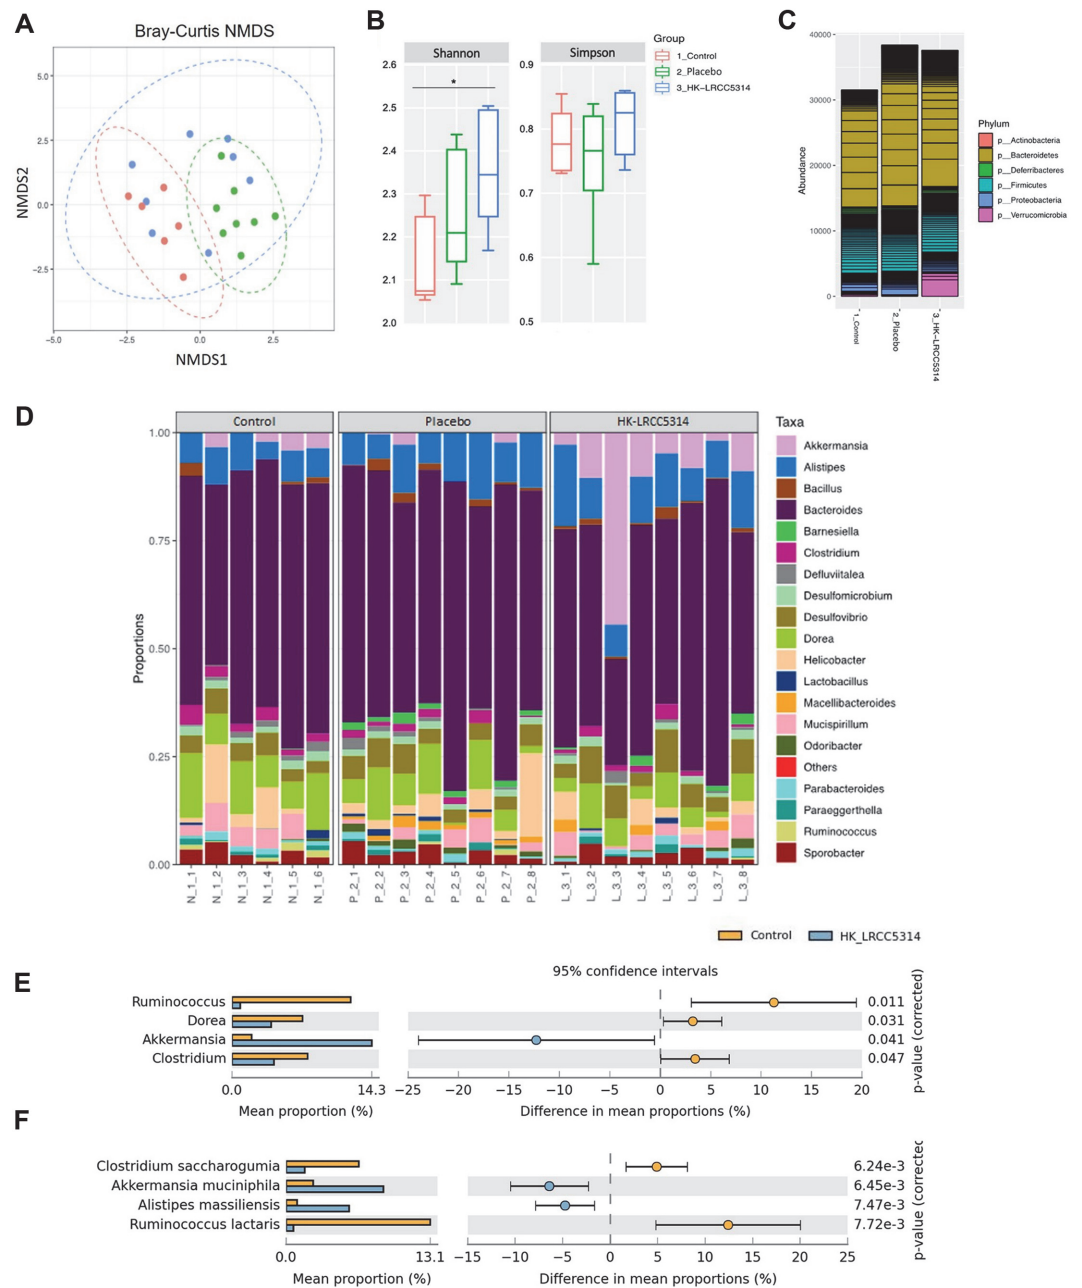 A
Bray-Curtis NMDS
5.0
2.5
0.0
−2.5
NMDS2
−5.0
−2.5
0.0
2.5
NMDS1
B
Shannon
Simpson
2.6
2.5
2.3
2.2
2.1
2.0
*
0.9
0.8
0.7
0.6
0.5
Group
1_Control
2_Placebo
3_HK-LRCC5314
C
40000
30000
20000
10000
0
Abundance
1_Control
2_Placebo
3_HK-LRCC5314
Phylum
p__Actinobacteria
p__Bacteroidetes
p__Deferribacteres
p__Firmicutes
p__Proteobacteria
p__Verrucomicrobia
D
Control
Placebo
HK-LRCC5314
1.00
0.75
0.50
0.25
0.00
Proportions
N_1_1
N_1_2
N_1_3
N_1_4
N_1_5
N_1_6
P_2_1
P_2_2
P_2_3
P_2_4
P_2_5
P_2_6
P_2_7
P_2_8
L_3_1
L_3_2
L_3_3
L_3_4
L_3_5
L_3_6
L_3_7
L_3_8
Taxa
Akkermansia
Alistipes
Bacillus
Bacteroides
Barnesiella
Clostridium
Defluviitalea
Desulfomicrobium
Desulfovibrio
Dorea
Helicobacter
Lactobacillus
Macellibacteroides
Mucispirillum
Odoribacter
Others
Parabacteroides
Paraeggerthella
Ruminococcus
Sporobacter
Control
HK_LRCC5314
E
95% confidence intervals
Ruminococcus
0.011
Dorea
0.031
Akkermansia
0.041
Clostridium
0.047
p-value (corrected)
0.0
14.3
−25
−20
−15
−10
−5
0
5
10
15
20
Mean proportion (%)
Difference in mean proportions (%)
F
Clostridium saccharogumia
6.24e-3
Akkermansia muciniphila
6.45e-3
Alistipes massiliensis
7.47e-3
Ruminococcus lactaris
7.72e-3
p-value (corrected
0.0
13.1
−15
−10
−5
0
5
10
15
20
25
Mean proportion (%)
Difference in mean proportions (%)